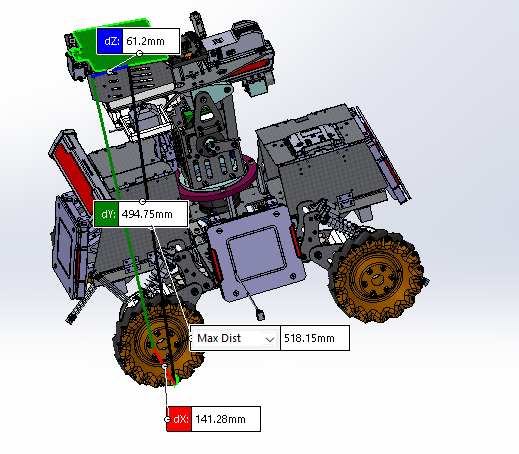 dZ: 61.2mm
dY: 494.75mm
Max Dist 518.15mm
dX: 141.28mm